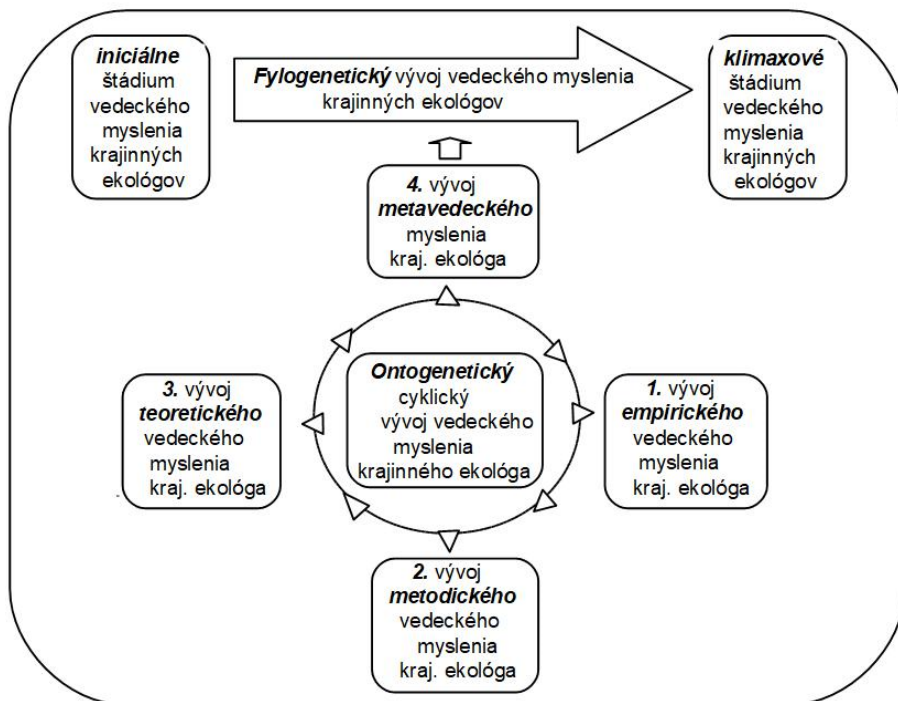 iniciálne
štádium
vedeckého
myslenia
krajinných
ekológov
Fylogenetický vývoj vedeckého myslenia
krajinných ekológov
klimaxové
štádium
vedeckého
myslenia
krajinných
ekológov
4. vývoj
metavedeckého
myslenia
kraj. ekológa
3. vývoj
teoretického
vedeckého
myslenia
kraj. ekológa
Ontogenetický
cyklický
vývoj vedeckého
myslenia
krajinného ekológa
1. vývoj
empirického
vedeckého
myslenia
kraj. ekológa
2. vývoj
metodického
vedeckého
myslenia
kraj. ekológa